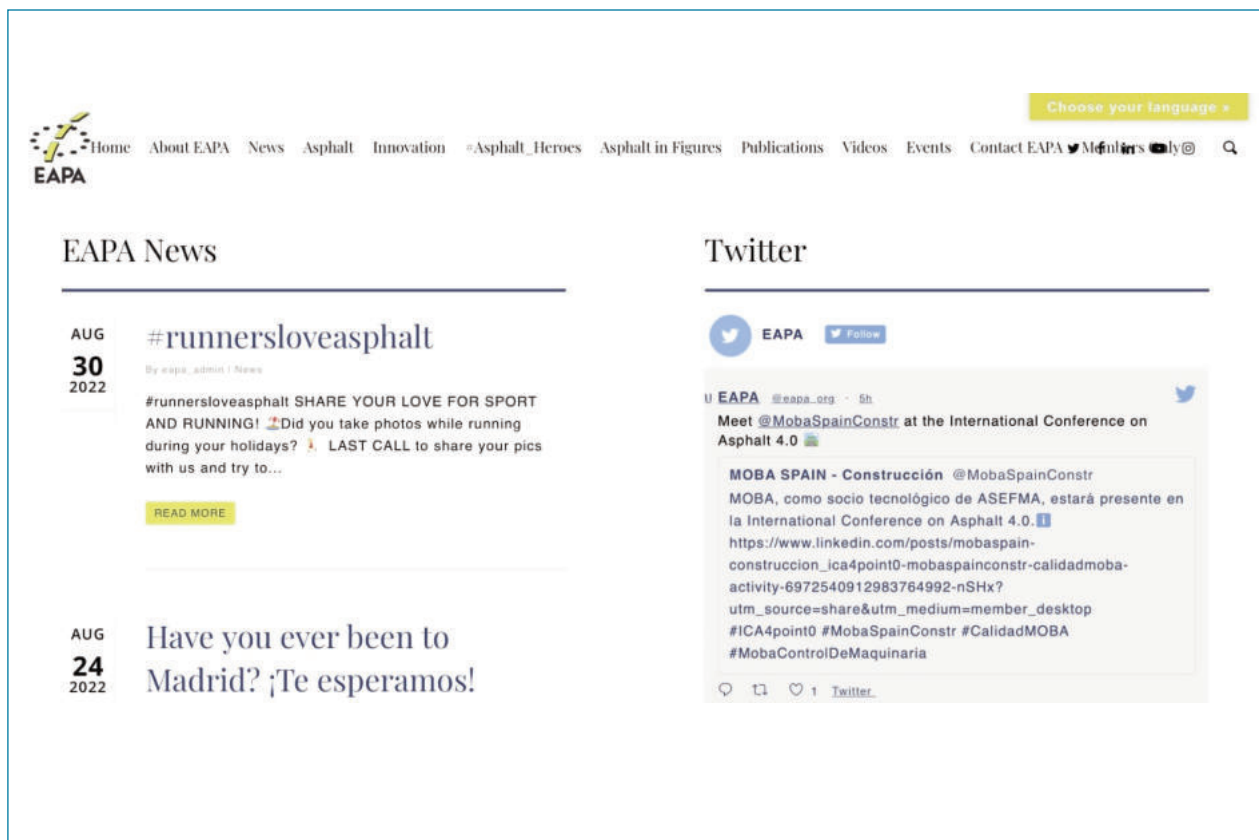 Choose your language »
EAPA
Home About EAPA News Asphalt Innovation #Asphalt_Heroes Asphalt in Figures Publications Videos Events Contact EAPA Members Only
EAPA News
AUG
30
2022
#runnersloveasphalt
By eapa_admin | News
#runnersloveasphalt SHARE YOUR LOVE FOR SPORT
AND RUNNING! 🏖️Did you take photos while running
during your holidays? 🏃 LAST CALL to share your pics
with us and try to...
READ MORE
AUG
24
2022
Have you ever been to
Madrid? ¡Te esperamos!
Twitter
EAPA Follow
U EAPA @eapa_org · 5h
Meet @MobaSpainConstr at the International Conference on
Asphalt 4.0 🛣️
MOBA SPAIN - Construcción @MobaSpainConstr
MOBA, como socio tecnológico de ASEFMA, estará presente en
la International Conference on Asphalt 4.0.ℹ️
https://www.linkedin.com/posts/mobaspain-
construccion_ica4point0-mobaspainconstr-calidadmoba-
activity-6972540912983764992-nSHx?
utm_source=share&utm_medium=member_desktop
#ICA4point0 #MobaSpainConstr #CalidadMOBA
#MobaControlDeMaquinaria
1 Twitter